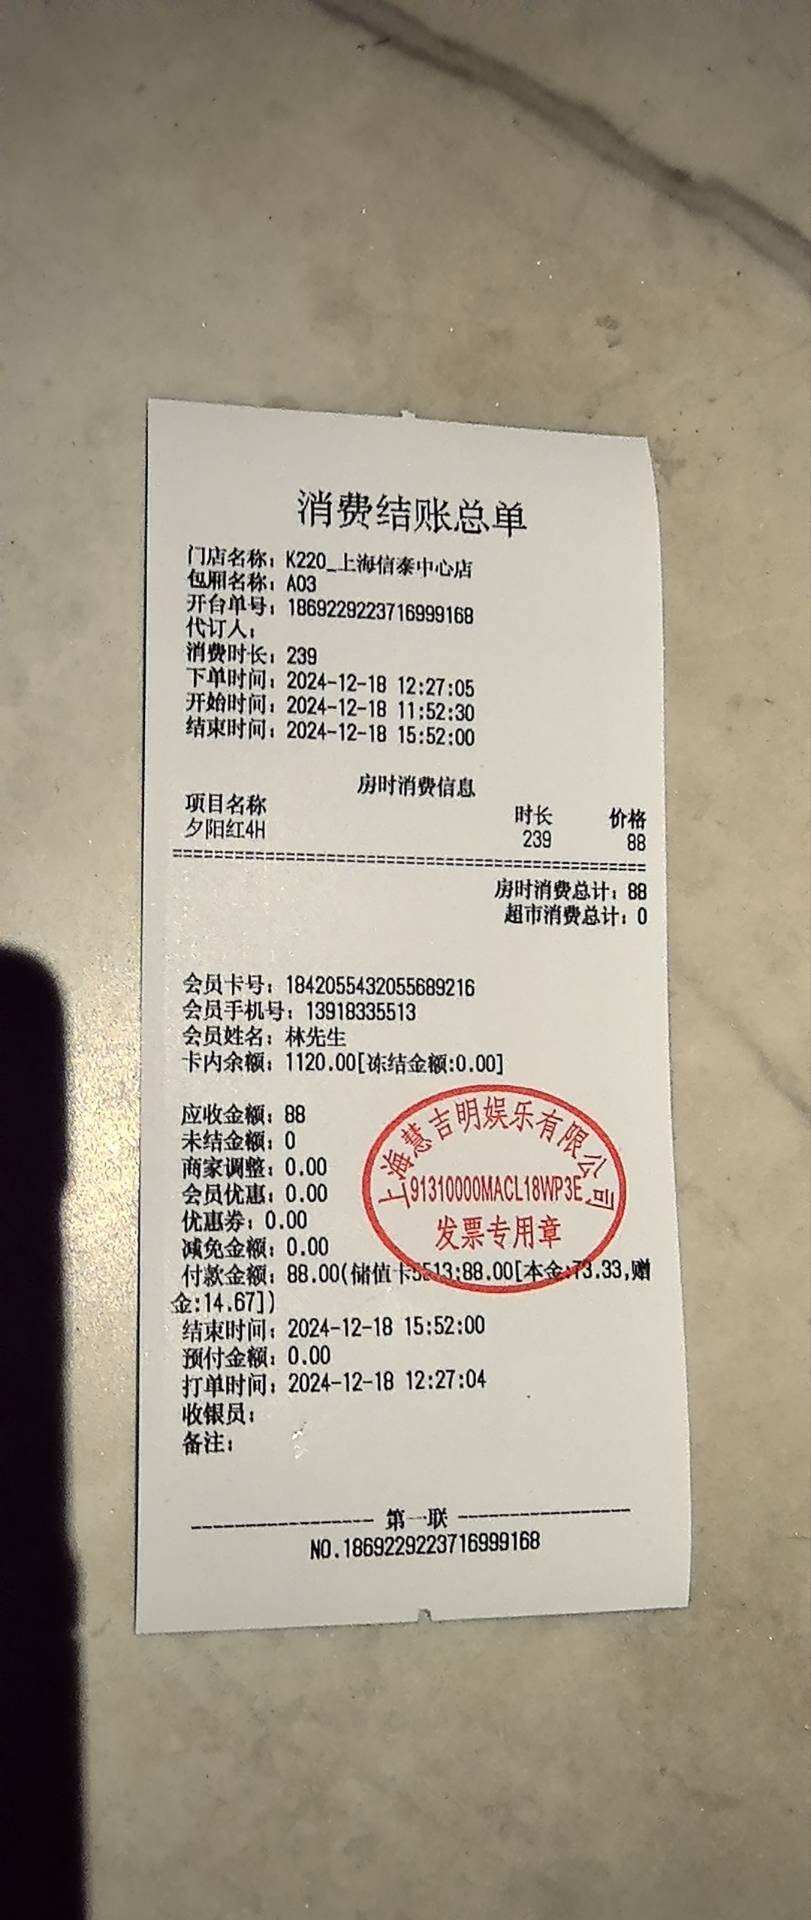 消费结账总单
门店名称：K220_上海信泰中心店
包厢名称：A03
开台单号：1869229223716999168
代订人：
消费时长：239
下单时间：2024-12-18 12:27:05
开始时间：2024-12-18 11:52:30
结束时间：2024-12-18 15:52:00
房时消费信息
项目名称 时长 价格
夕阳红4H 239 88
==================================================
房时消费总计：88
超市消费总计：0
会员卡号：1842055432055689216
会员手机号：13918335513
会员姓名：林先生
卡内余额：1120.00[冻结金额:0.00]
应收金额：88
未结金额：0
商家调整：0.00
会员优惠：0.00
优惠券：0.00
减免金额：0.00
付款金额：88.00(储值卡5513:88.00[本金:73.33,赠
金:14.67])
结束时间：2024-12-18 15:52:00
预付金额：0.00
打单时间：2024-12-18 12:27:04
收银员：
备注：
上海慧吉明娱乐有限公司
91310000MACL18WP3E
发票专用章
-------------------- 第一联 --------------------
NO.1869229223716999168